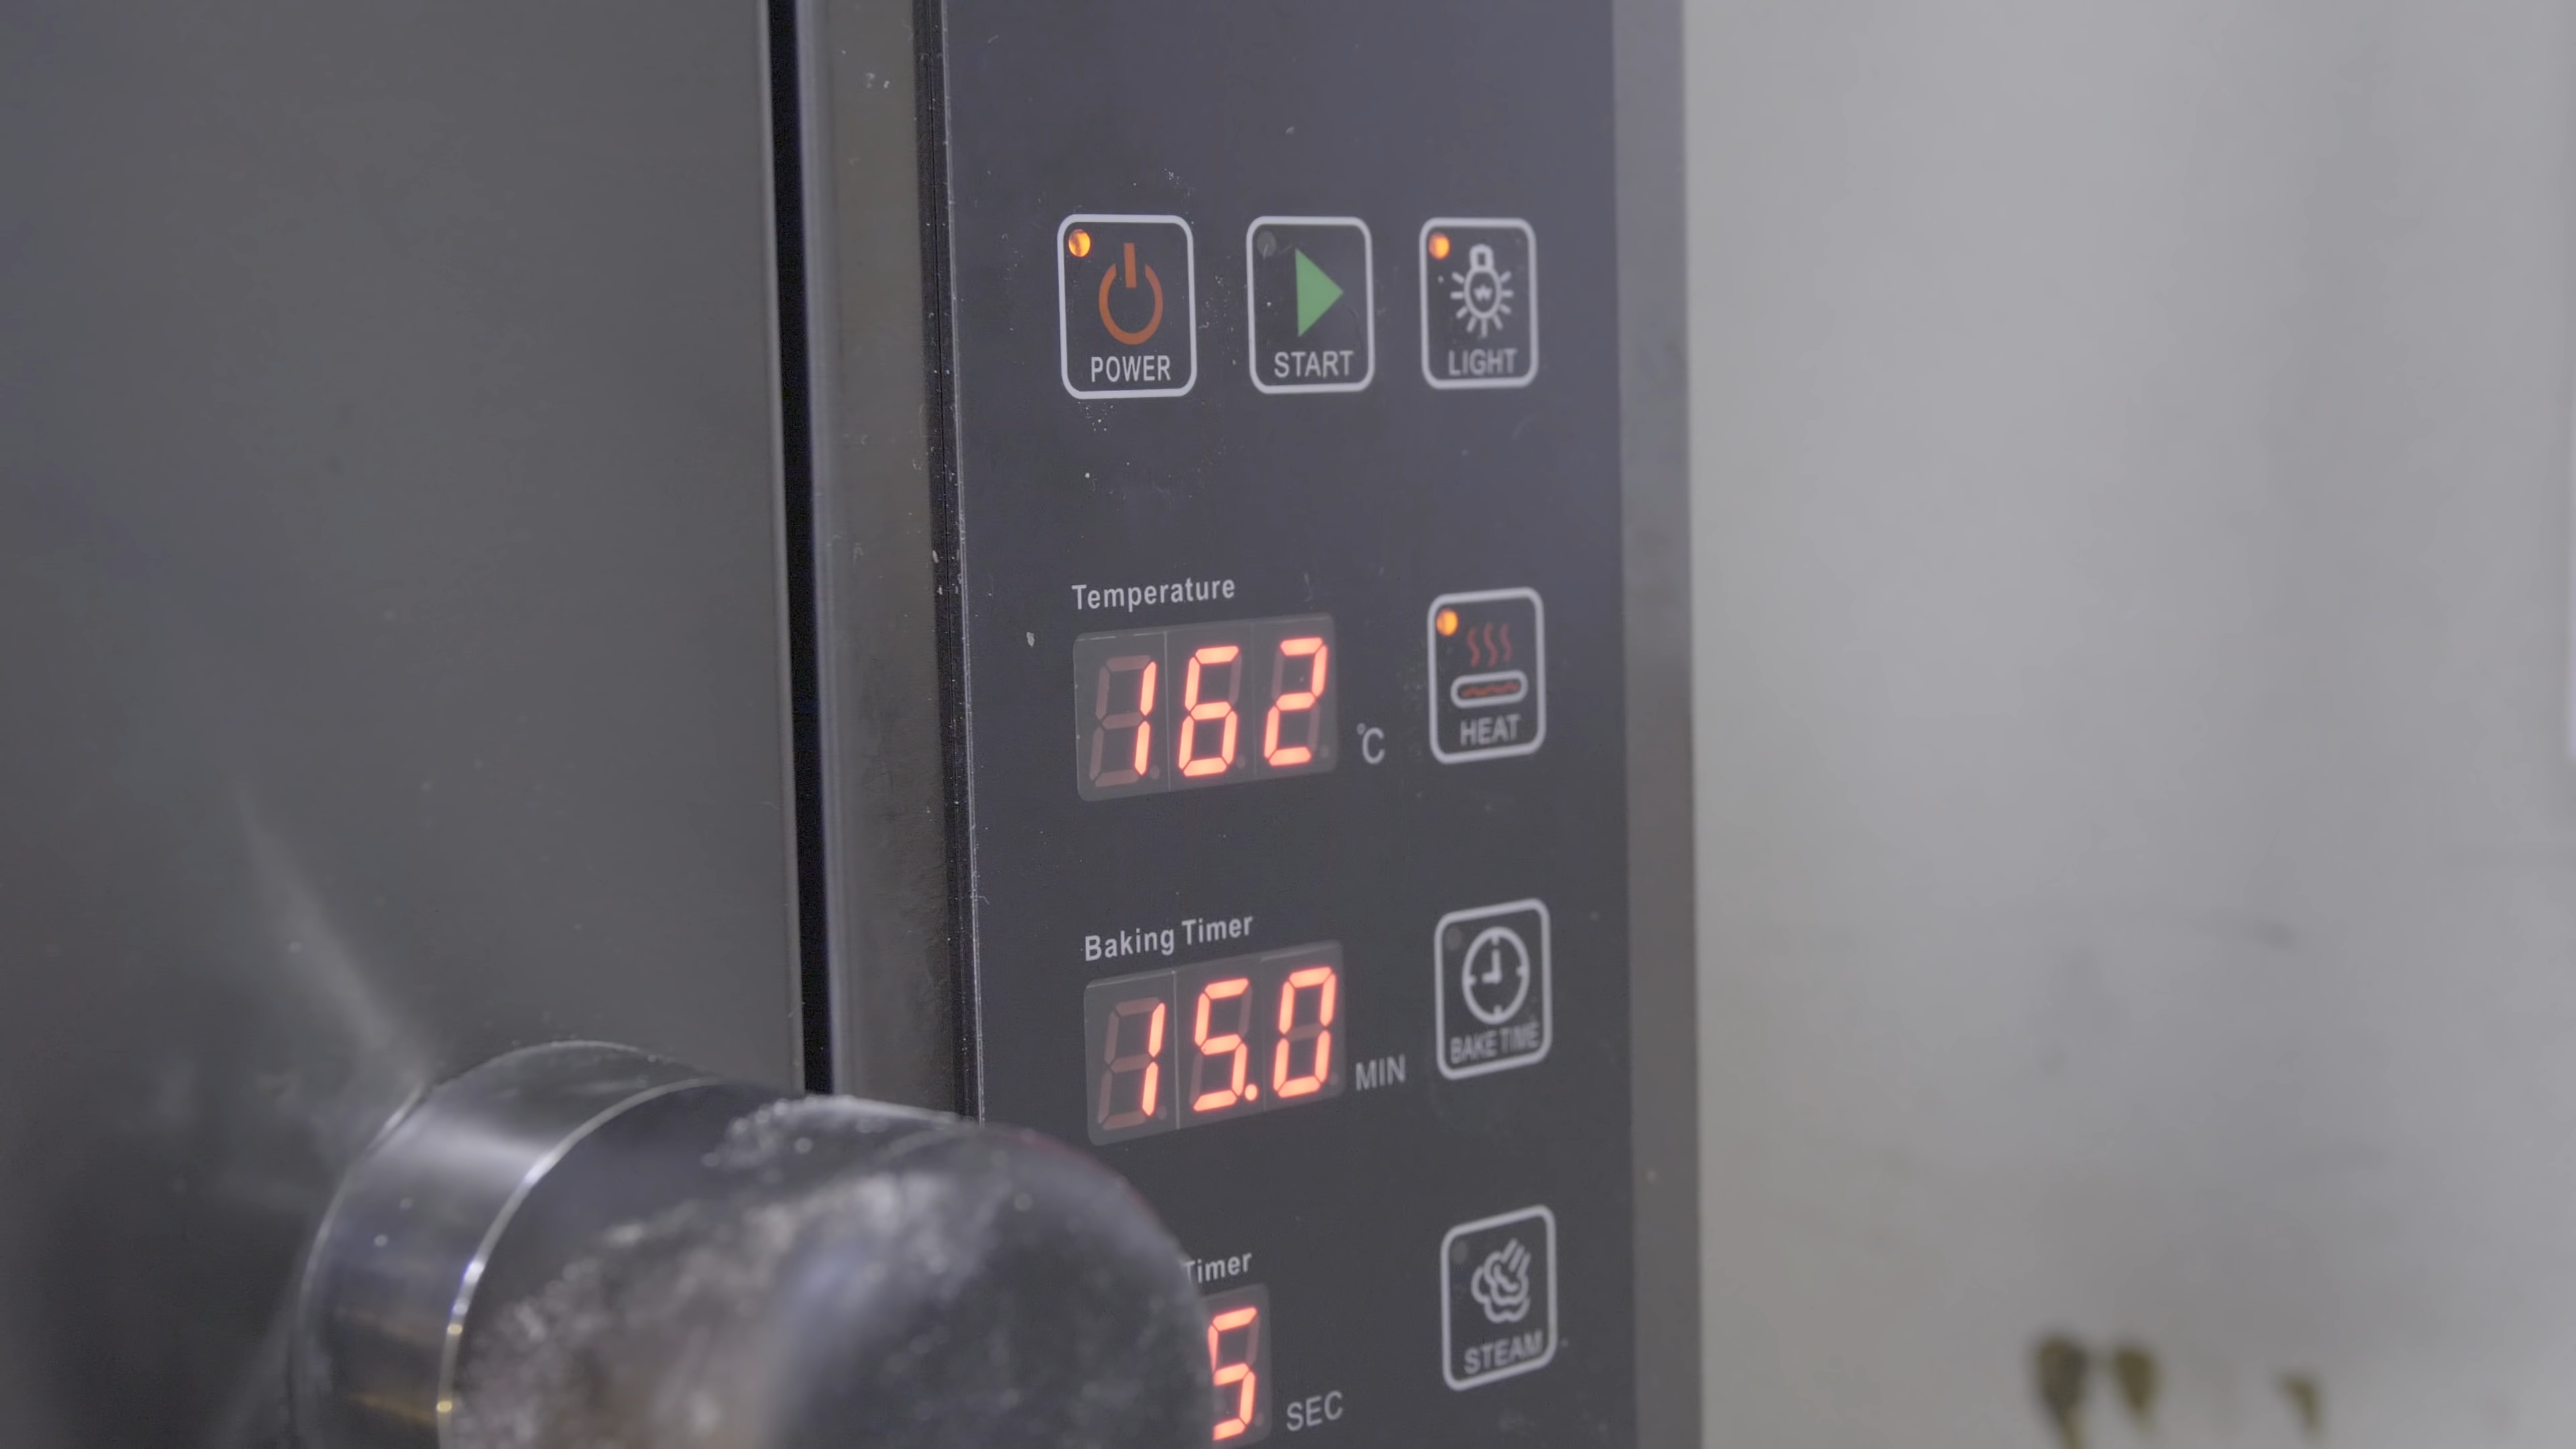 POWER START LIGHT
Temperature
162 °C HEAT
Baking Timer
15.0 MIN BAKE TIME
Timer
5 SEC STEAM